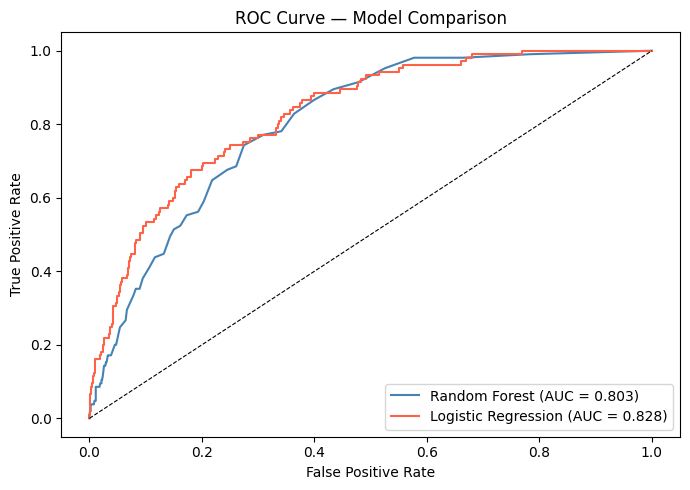 ROC Curve — Model Comparison
True Positive Rate
1.0
0.8
0.6
0.4
0.2
0.0
Random Forest (AUC = 0.803)
Logistic Regression (AUC = 0.828)
0.0 0.2 0.4 0.6 0.8 1.0
False Positive Rate